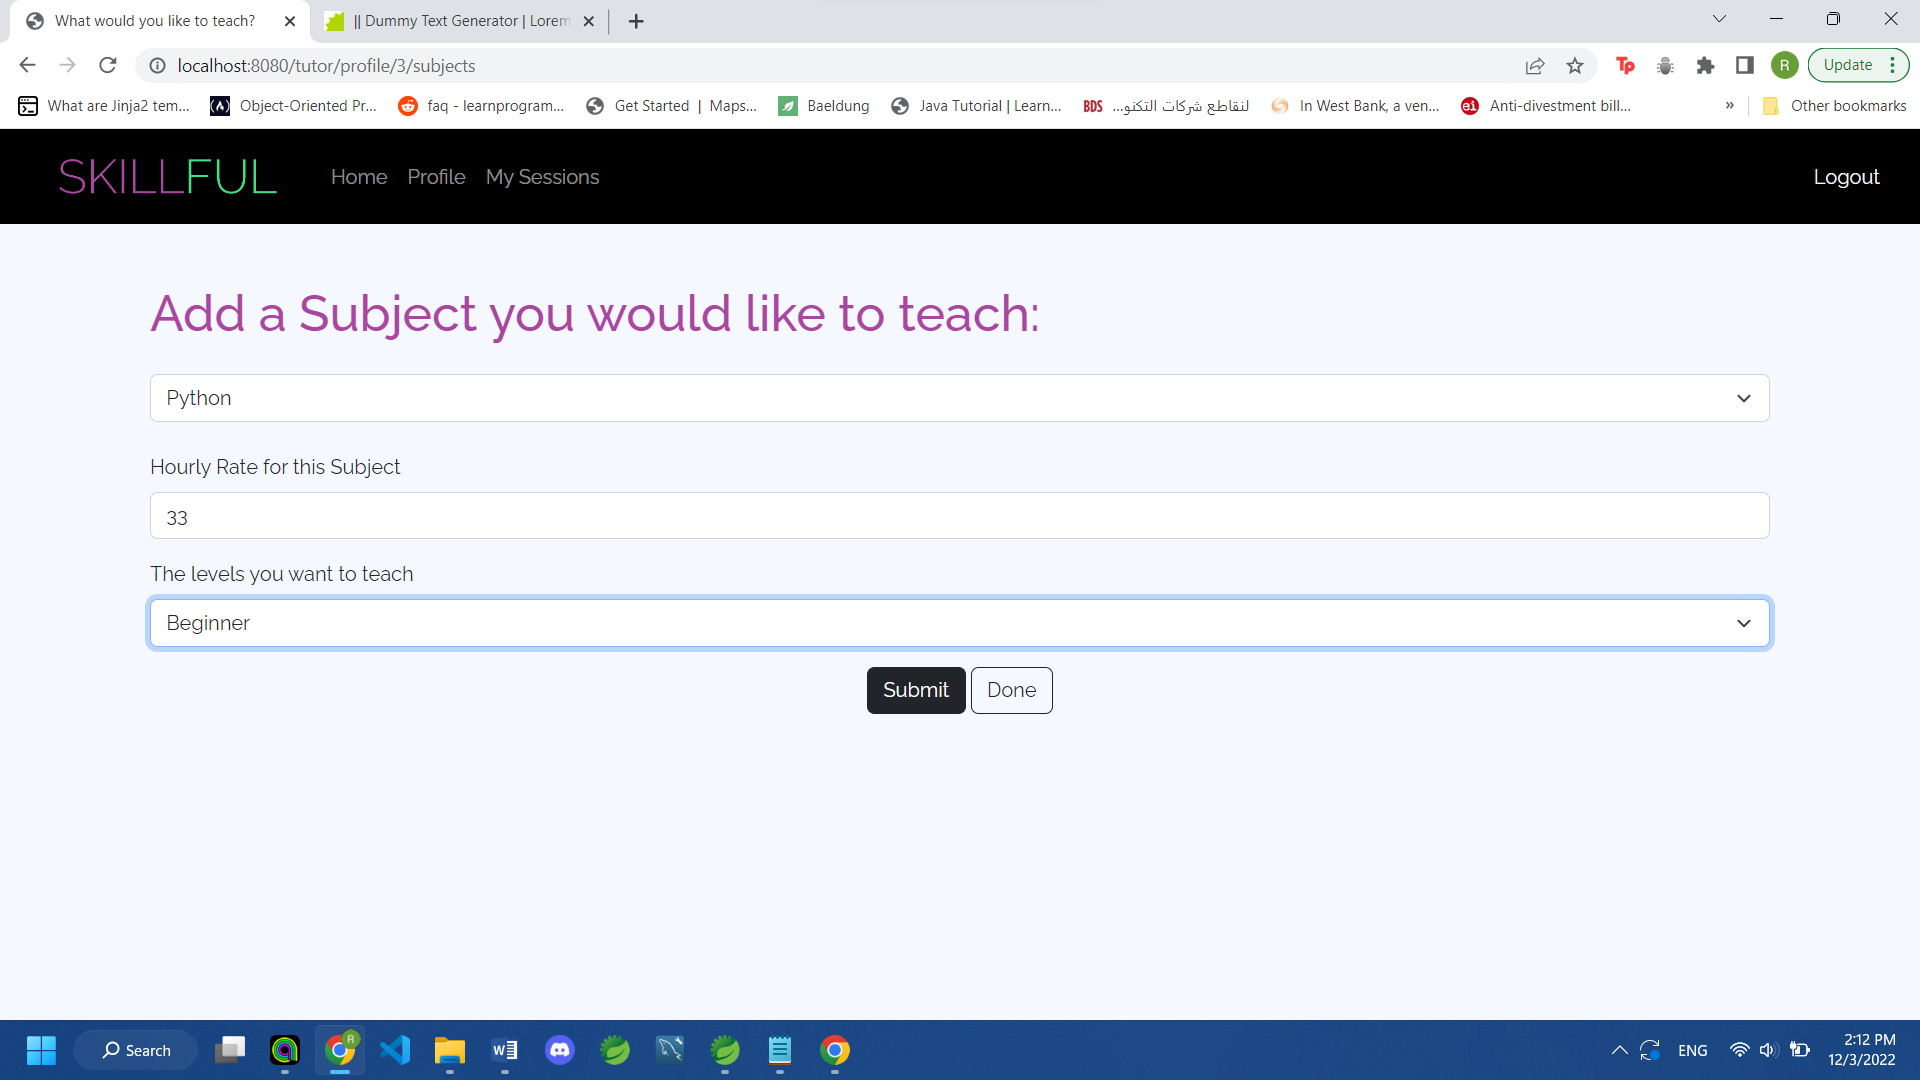 What would you like to teach?
|| Dummy Text Generator | Lorem
localhost:8080/tutor/profile/3/subjects
Tp
R
Update
What are Jinja2 tem...
Object-Oriented Pr...
faq - learnprogram...
Get Started | Maps...
Baeldung
Java Tutorial | Learn...
BDS
لنقاطع شركات التكنو...
In West Bank, a ven...
ei
Anti-divestment bill...
»
Other bookmarks
SKILLFUL
Home
Profile
My Sessions
Logout
Add a Subject you would like to teach:
Python
Hourly Rate for this Subject
33
The levels you want to teach
Beginner
Submit
Done
Search
R
W
ENG
2:12 PM
12/3/2022